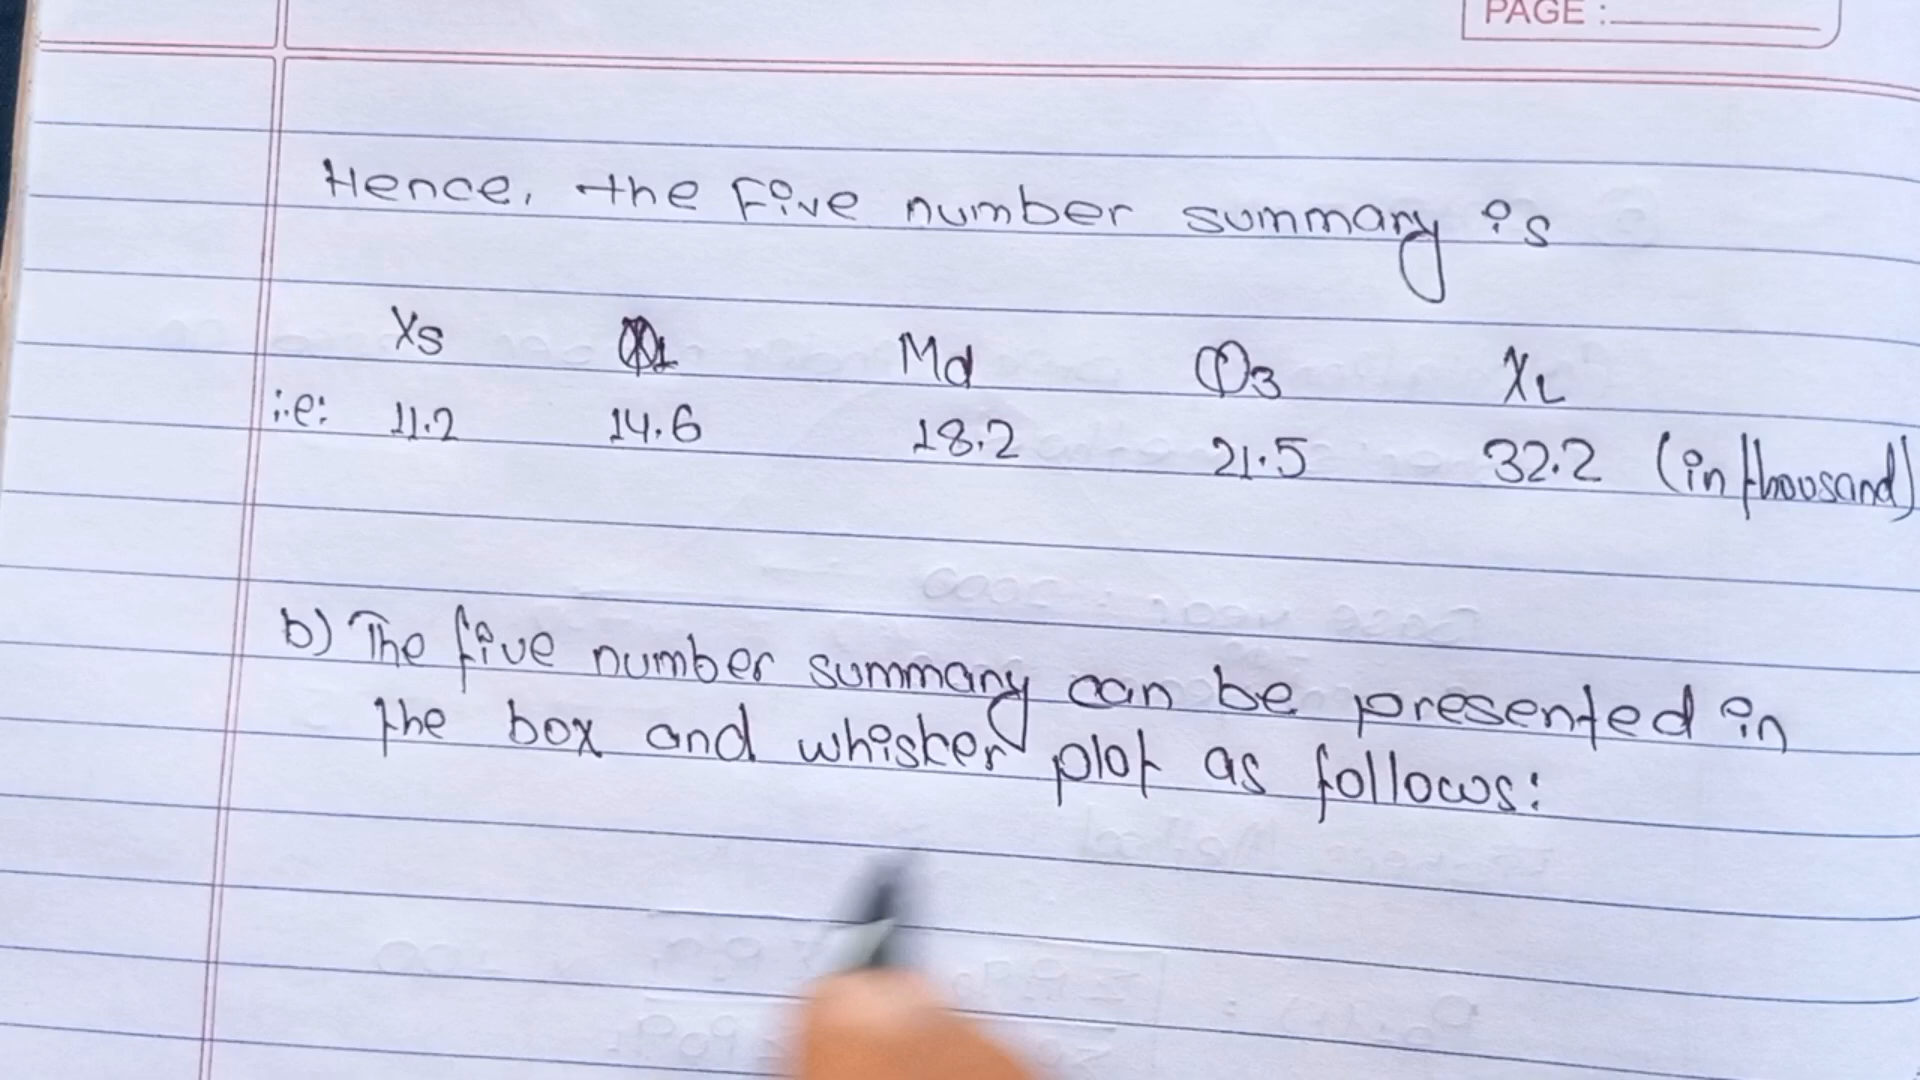 PAGE :
Hence, the Five number summary is
Xs Q1 Md Q3 XL
i.e: 11.2 14.6 18.2 21.5 32.2 (in thousand)
b) The five number summary can be presented in
the box and whisker plot as follows: